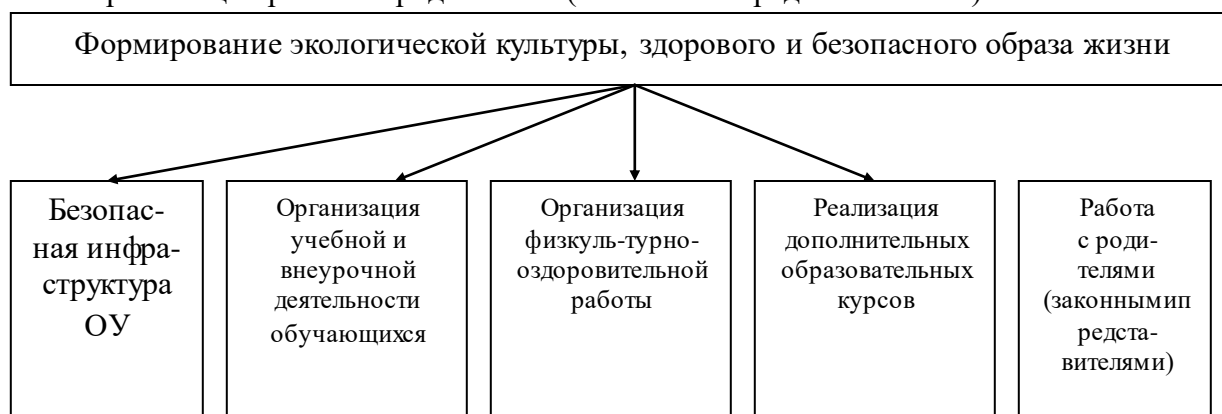 Формирование экологической культуры, здорового и безопасного образа жизни
Безопас-
ная инфра-
структура
ОУ
Организация
учебной и
внеурочной
деятельности
обучающихся
Организация
физкуль-турно-
оздоровительной
работы
Реализация
дополнительных
образовательных
курсов
Работа
с роди-
телями
(законнымип
редста-
вителями)